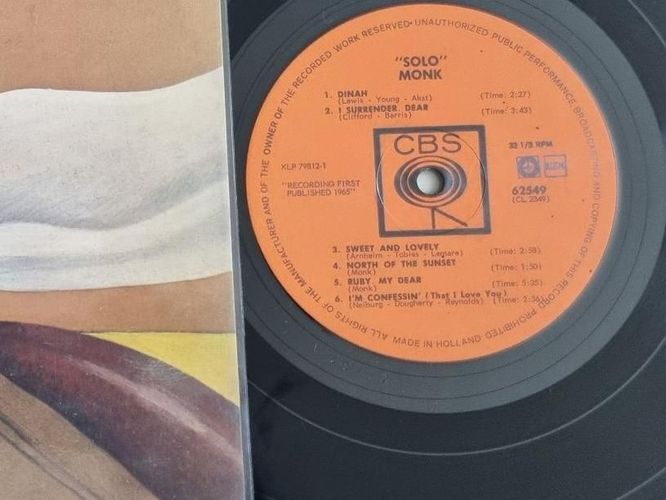 ALL RIGHTS OF THE MANUFACTURER AND OF THE OWNER OF THE RECORDED WORK RESERVED • UNAUTHORIZED PUBLIC PERFORMANCE BROADCASTING AND COPYING OF THIS RECORD PROHIBITED
"SOLO"
MONK
1. DINAH (Time: 2:27)
(Lewis - Young - Akst)
2. I SURRENDER, DEAR (Time: 3:43)
(Clifford - Barris)
CBS
33 1/3 RPM
XLP 79812-1
"RECORDING FIRST
PUBLISHED 1965"
62549
(CL 2349)
3. SWEET AND LOVELY (Time: 2:58)
(Arnheim - Tobias - Lemare)
4. NORTH OF THE SUNSET (Time: 1:50)
(Monk)
5. RUBY, MY DEAR (Time: 5:35)
(Monk)
6. I'M CONFESSIN' (That I Love You) (Time: 2:36)
(Neiburg - Dougherty - Reynolds)
MADE IN HOLLAND